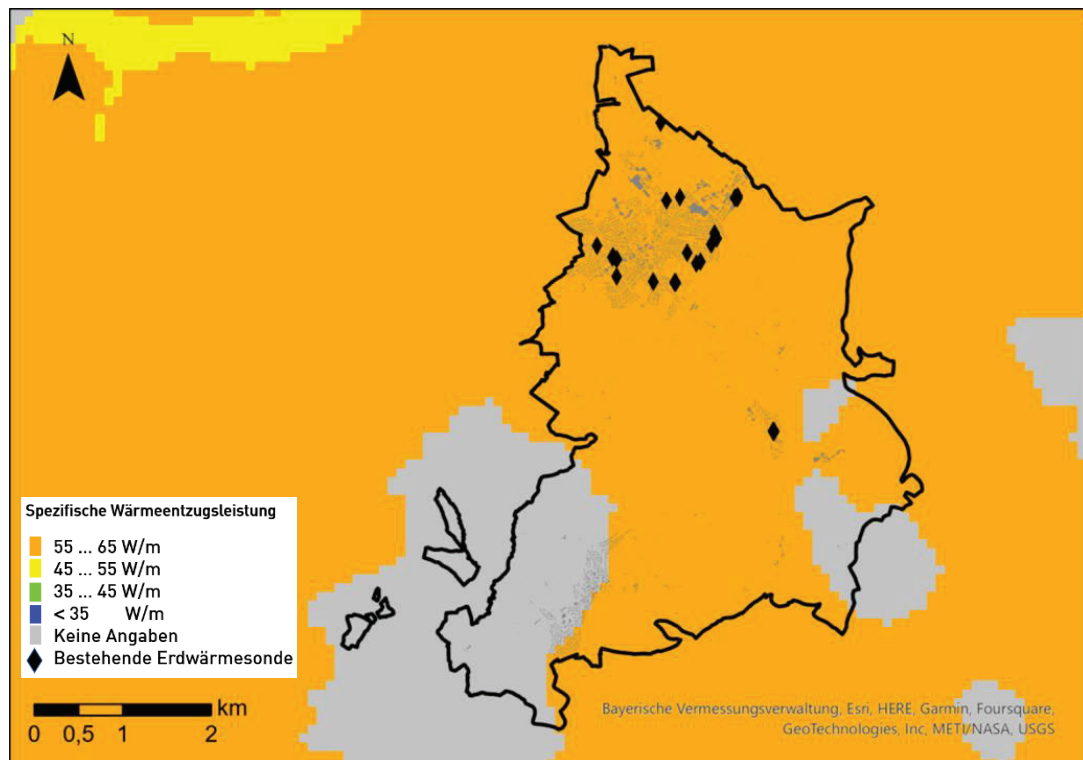 N
Spezifische Wärmeentzugsleistung
55 ... 65 W/m
45 ... 55 W/m
35 ... 45 W/m
< 35 W/m
Keine Angaben
Bestehende Erdwärmesonde
km
0 0,5 1 2
Bayerische Vermessungsverwaltung, Esri, HERE, Garmin, Foursquare,
GeoTechnologies, Inc, METI/NASA, USGS